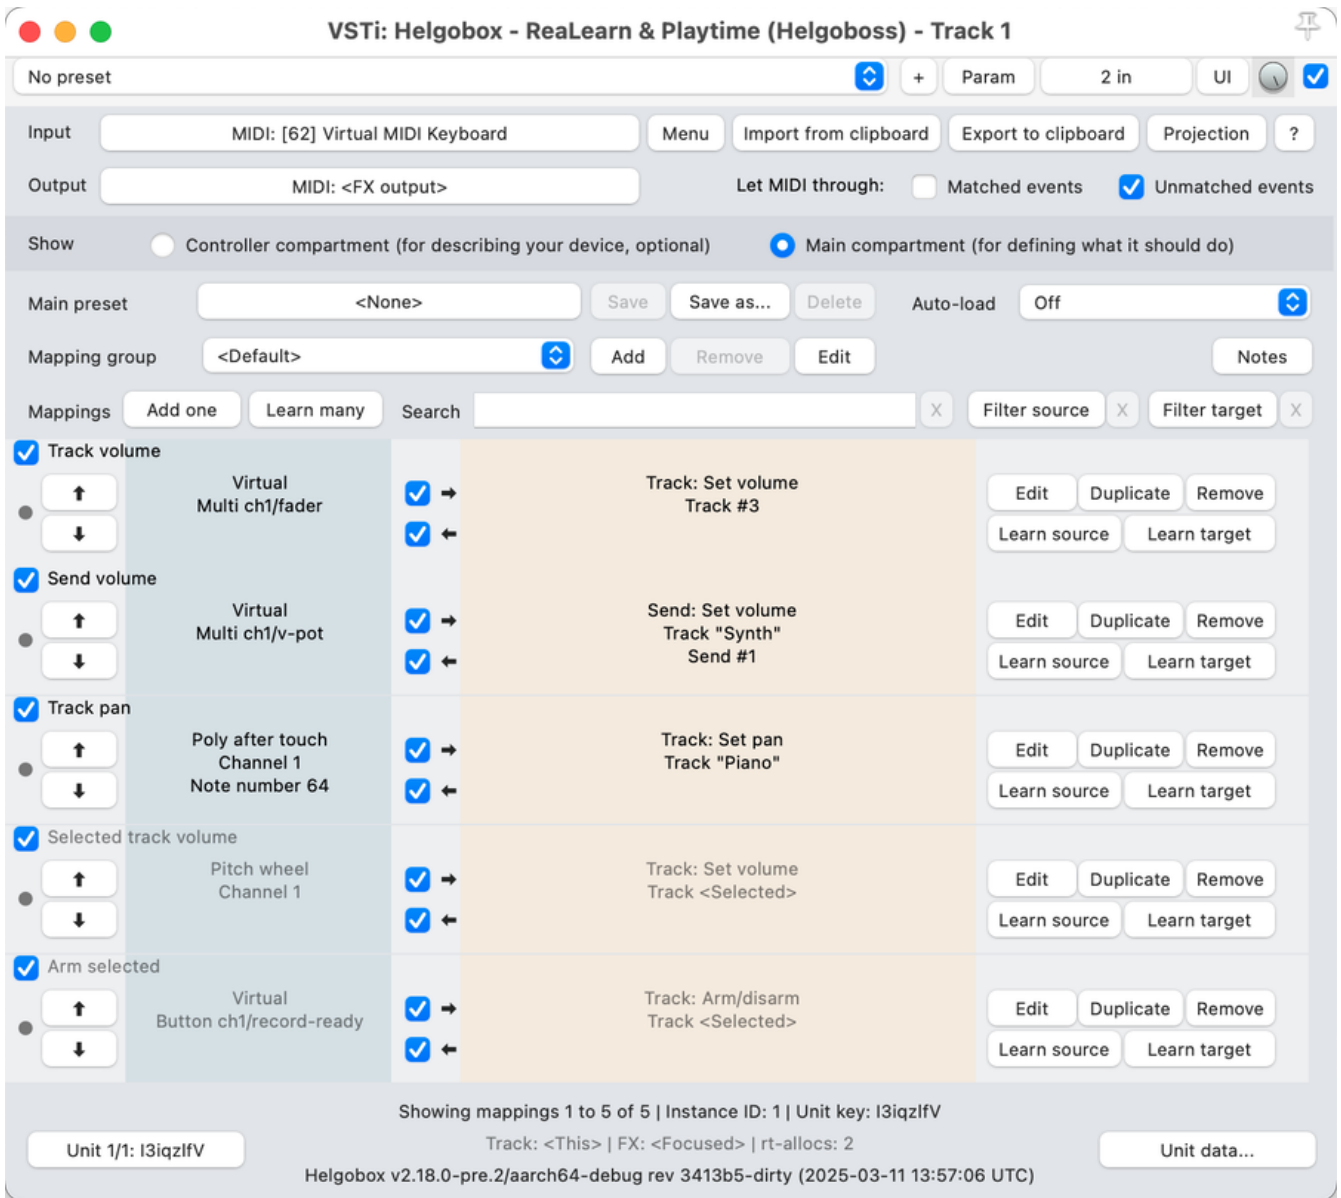 VSTi: Helgobox - ReaLearn & Playtime (Helgoboss) - Track 1
No preset + Param 2 in UI
Input MIDI: [62] Virtual MIDI Keyboard Menu Import from clipboard Export to clipboard Projection ?
Output MIDI: <FX output> Let MIDI through: Matched events Unmatched events
Show Controller compartment (for describing your device, optional) Main compartment (for defining what it should do)
Main preset <None> Save Save as... Delete Auto-load Off
Mapping group <Default> Add Remove Edit Notes
Mappings Add one Learn many Search X Filter source X Filter target X
Track volume
Virtual
Multi ch1/fader
Track: Set volume
Track #3
Edit Duplicate Remove
Learn source Learn target
Send volume
Virtual
Multi ch1/v-pot
Send: Set volume
Track "Synth"
Send #1
Edit Duplicate Remove
Learn source Learn target
Track pan
Poly after touch
Channel 1
Note number 64
Track: Set pan
Track "Piano"
Edit Duplicate Remove
Learn source Learn target
Selected track volume
Pitch wheel
Channel 1
Track: Set volume
Track <Selected>
Edit Duplicate Remove
Learn source Learn target
Arm selected
Virtual
Button ch1/record-ready
Track: Arm/disarm
Track <Selected>
Edit Duplicate Remove
Learn source Learn target
Showing mappings 1 to 5 of 5 | Instance ID: 1 | Unit key: I3iqzlfV
Unit 1/1: I3iqzlfV Track: <This> | FX: <Focused> | rt-allocs: 2 Unit data...
Helgobox v2.18.0-pre.2/aarch64-debug rev 3413b5-dirty (2025-03-11 13:57:06 UTC)